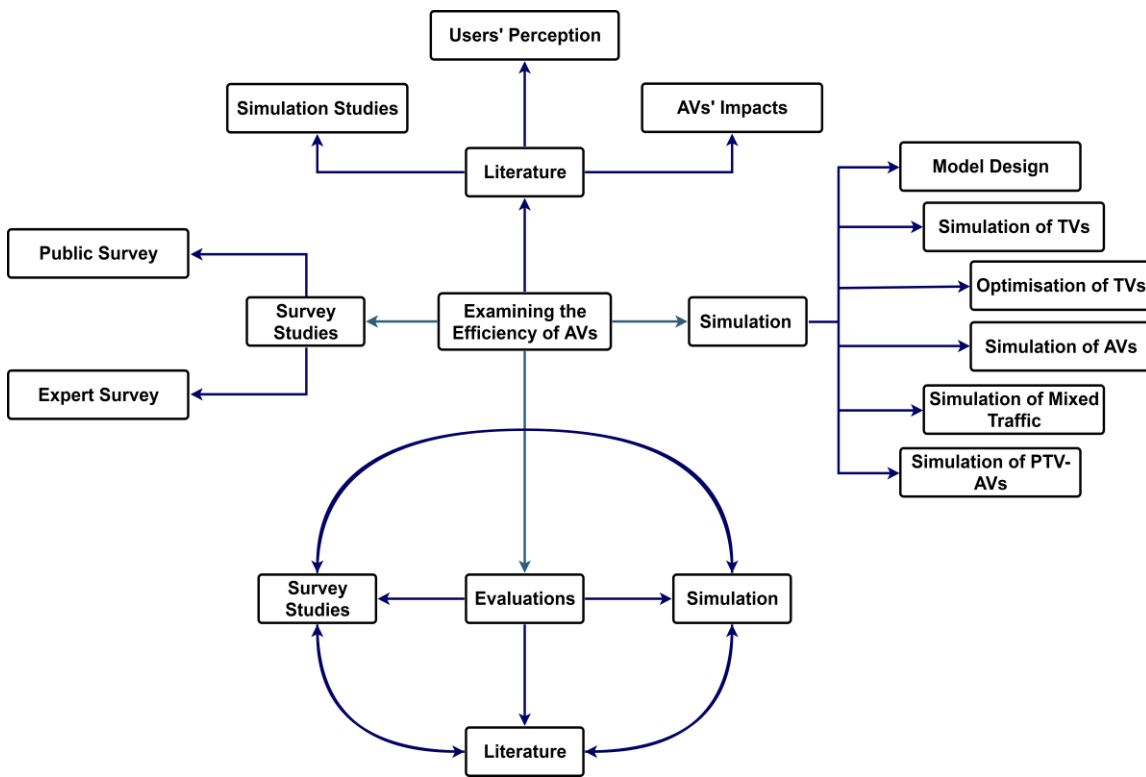 Users' Perception
Simulation Studies
AVs' Impacts
Literature
Model Design
Simulation of TVs
Public Survey
Optimisation of TVs
Survey
Studies
Examining the
Efficiency of AVs
Simulation
Simulation of AVs
Expert Survey
Simulation of Mixed
Traffic
Simulation of PTV-
AVs
Survey
Studies
Evaluations
Simulation
Literature